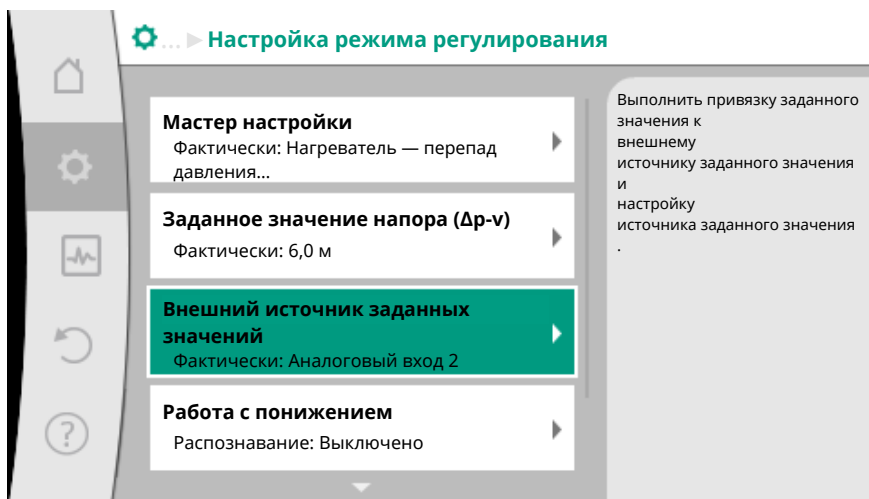 ... Настройка режима регулирования
Мастер настройки
Фактически: Нагреватель — перепад
давления...
Заданное значение напора (Δp-v)
Фактически: 6,0 м
Внешний источник заданных
значений
Фактически: Аналоговый вход 2
Работа с понижением
Распознавание: Выключено
Выполнить привязку заданного
значения к
внешнему
источнику заданного значения
и
настройку
источника заданного значения
.
?